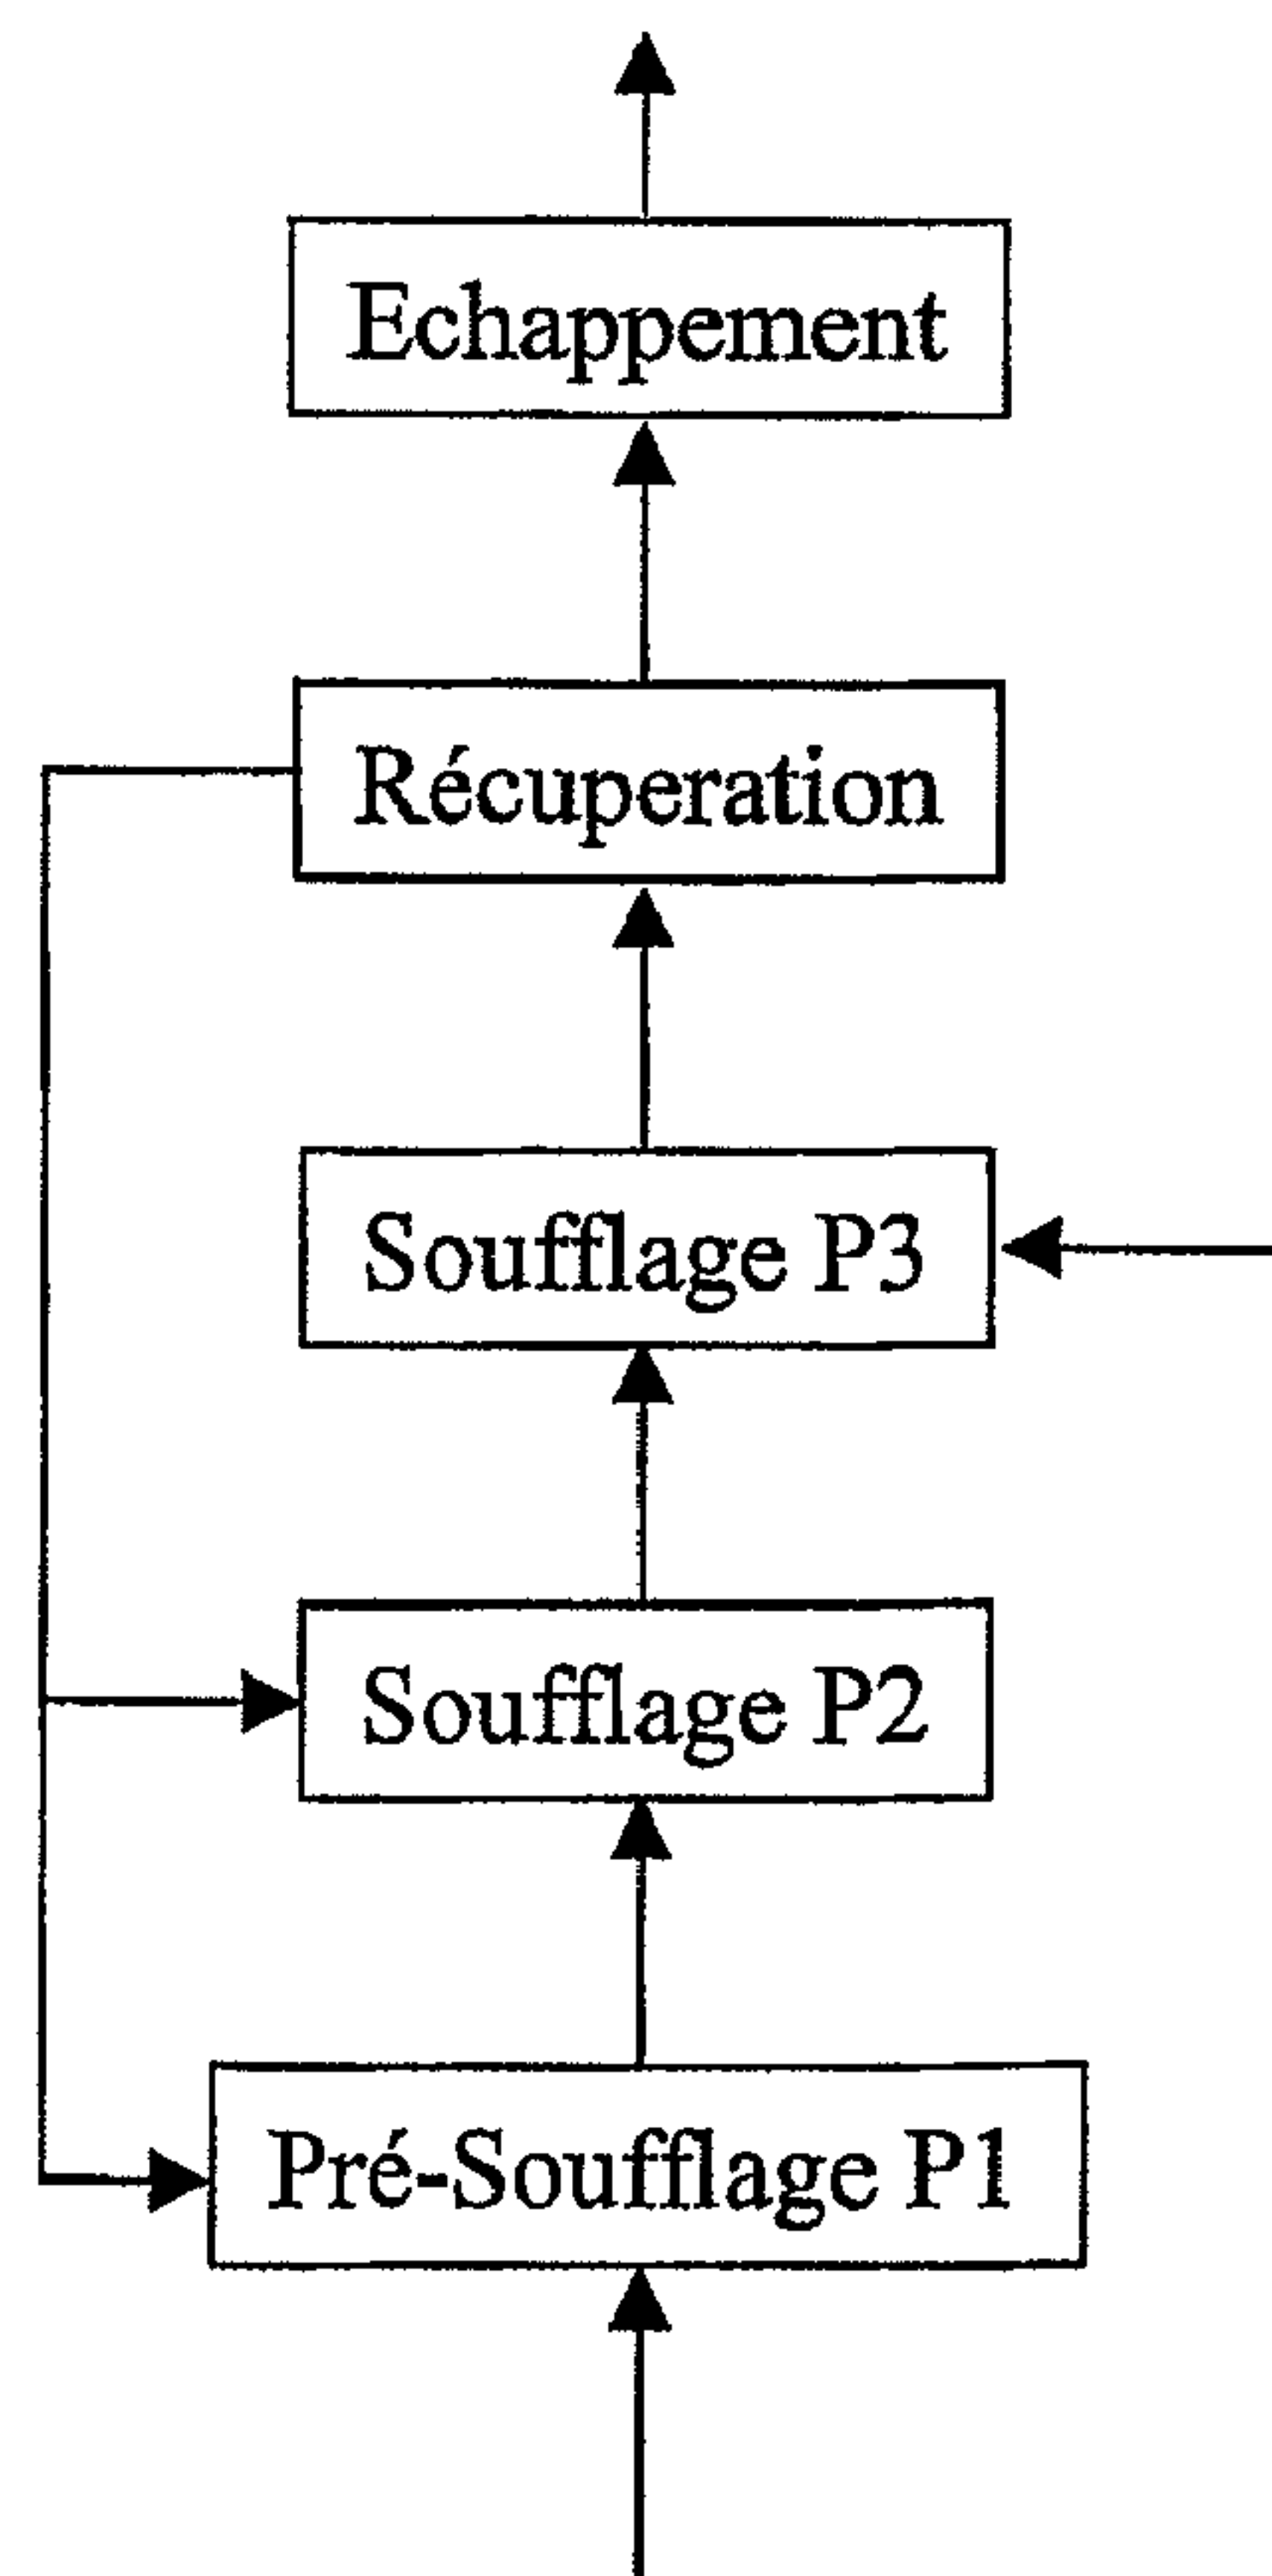 Echappement
Récuperation
Soufflage P3
Soufflage P2
Pré-Soufflage P1